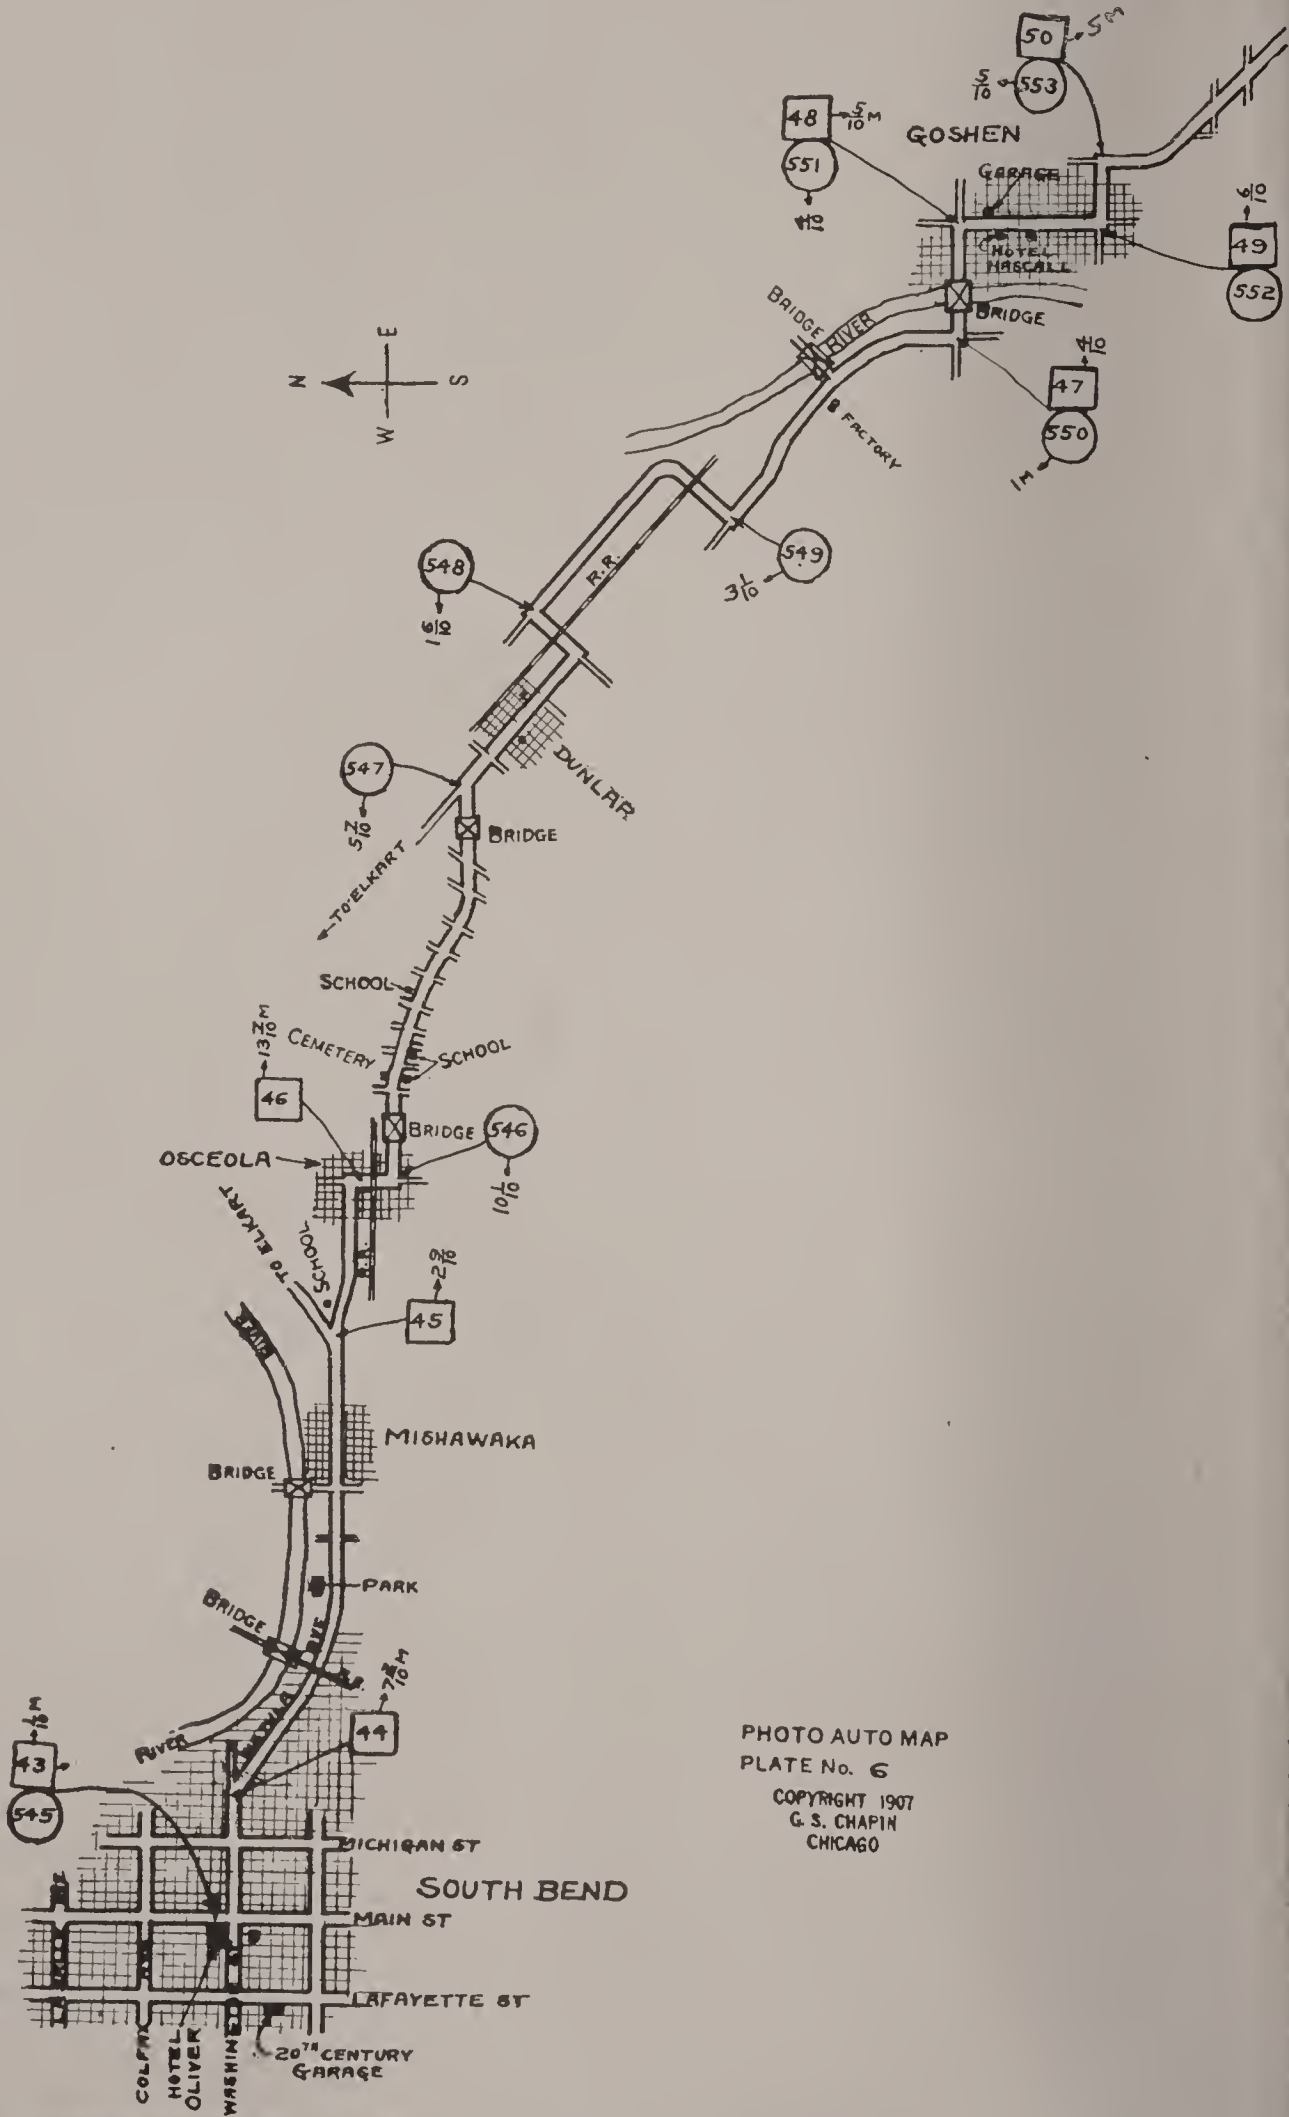 50
5M
553
5/10
48
5/10 M
551
4/10
GOSHEN
GARAGE
HOTEL
HASCALL
6/10
49
552
BRIDGE
RIVER
BRIDGE
4/10
47
550
1M
FACTORY
N
E
S
W
549
3 1/10
548
1 6/10
R.R.
547
5 7/10
DUNLAP
BRIDGE
TO ELKART
SCHOOL
CEMETERY
SCHOOL
13 7/10 M
46
BRIDGE
546
10 1/10
OSCEOLA
TO ELKART
SCHOOL
R.R.
2 9/10
45
RIVER
MISHAWAKA
BRIDGE
PARK
BRIDGE
AVE
RIVER
44
1/10 M
43
545
PHOTO AUTO MAP
PLATE No. 6
COPYRIGHT 1907
G. S. CHAPIN
CHICAGO
MICHIGAN ST
SOUTH BEND
MAIN ST
LAFAYETTE ST
COLFAX
HOTEL
OLIVER
20TH CENTURY
GARAGE